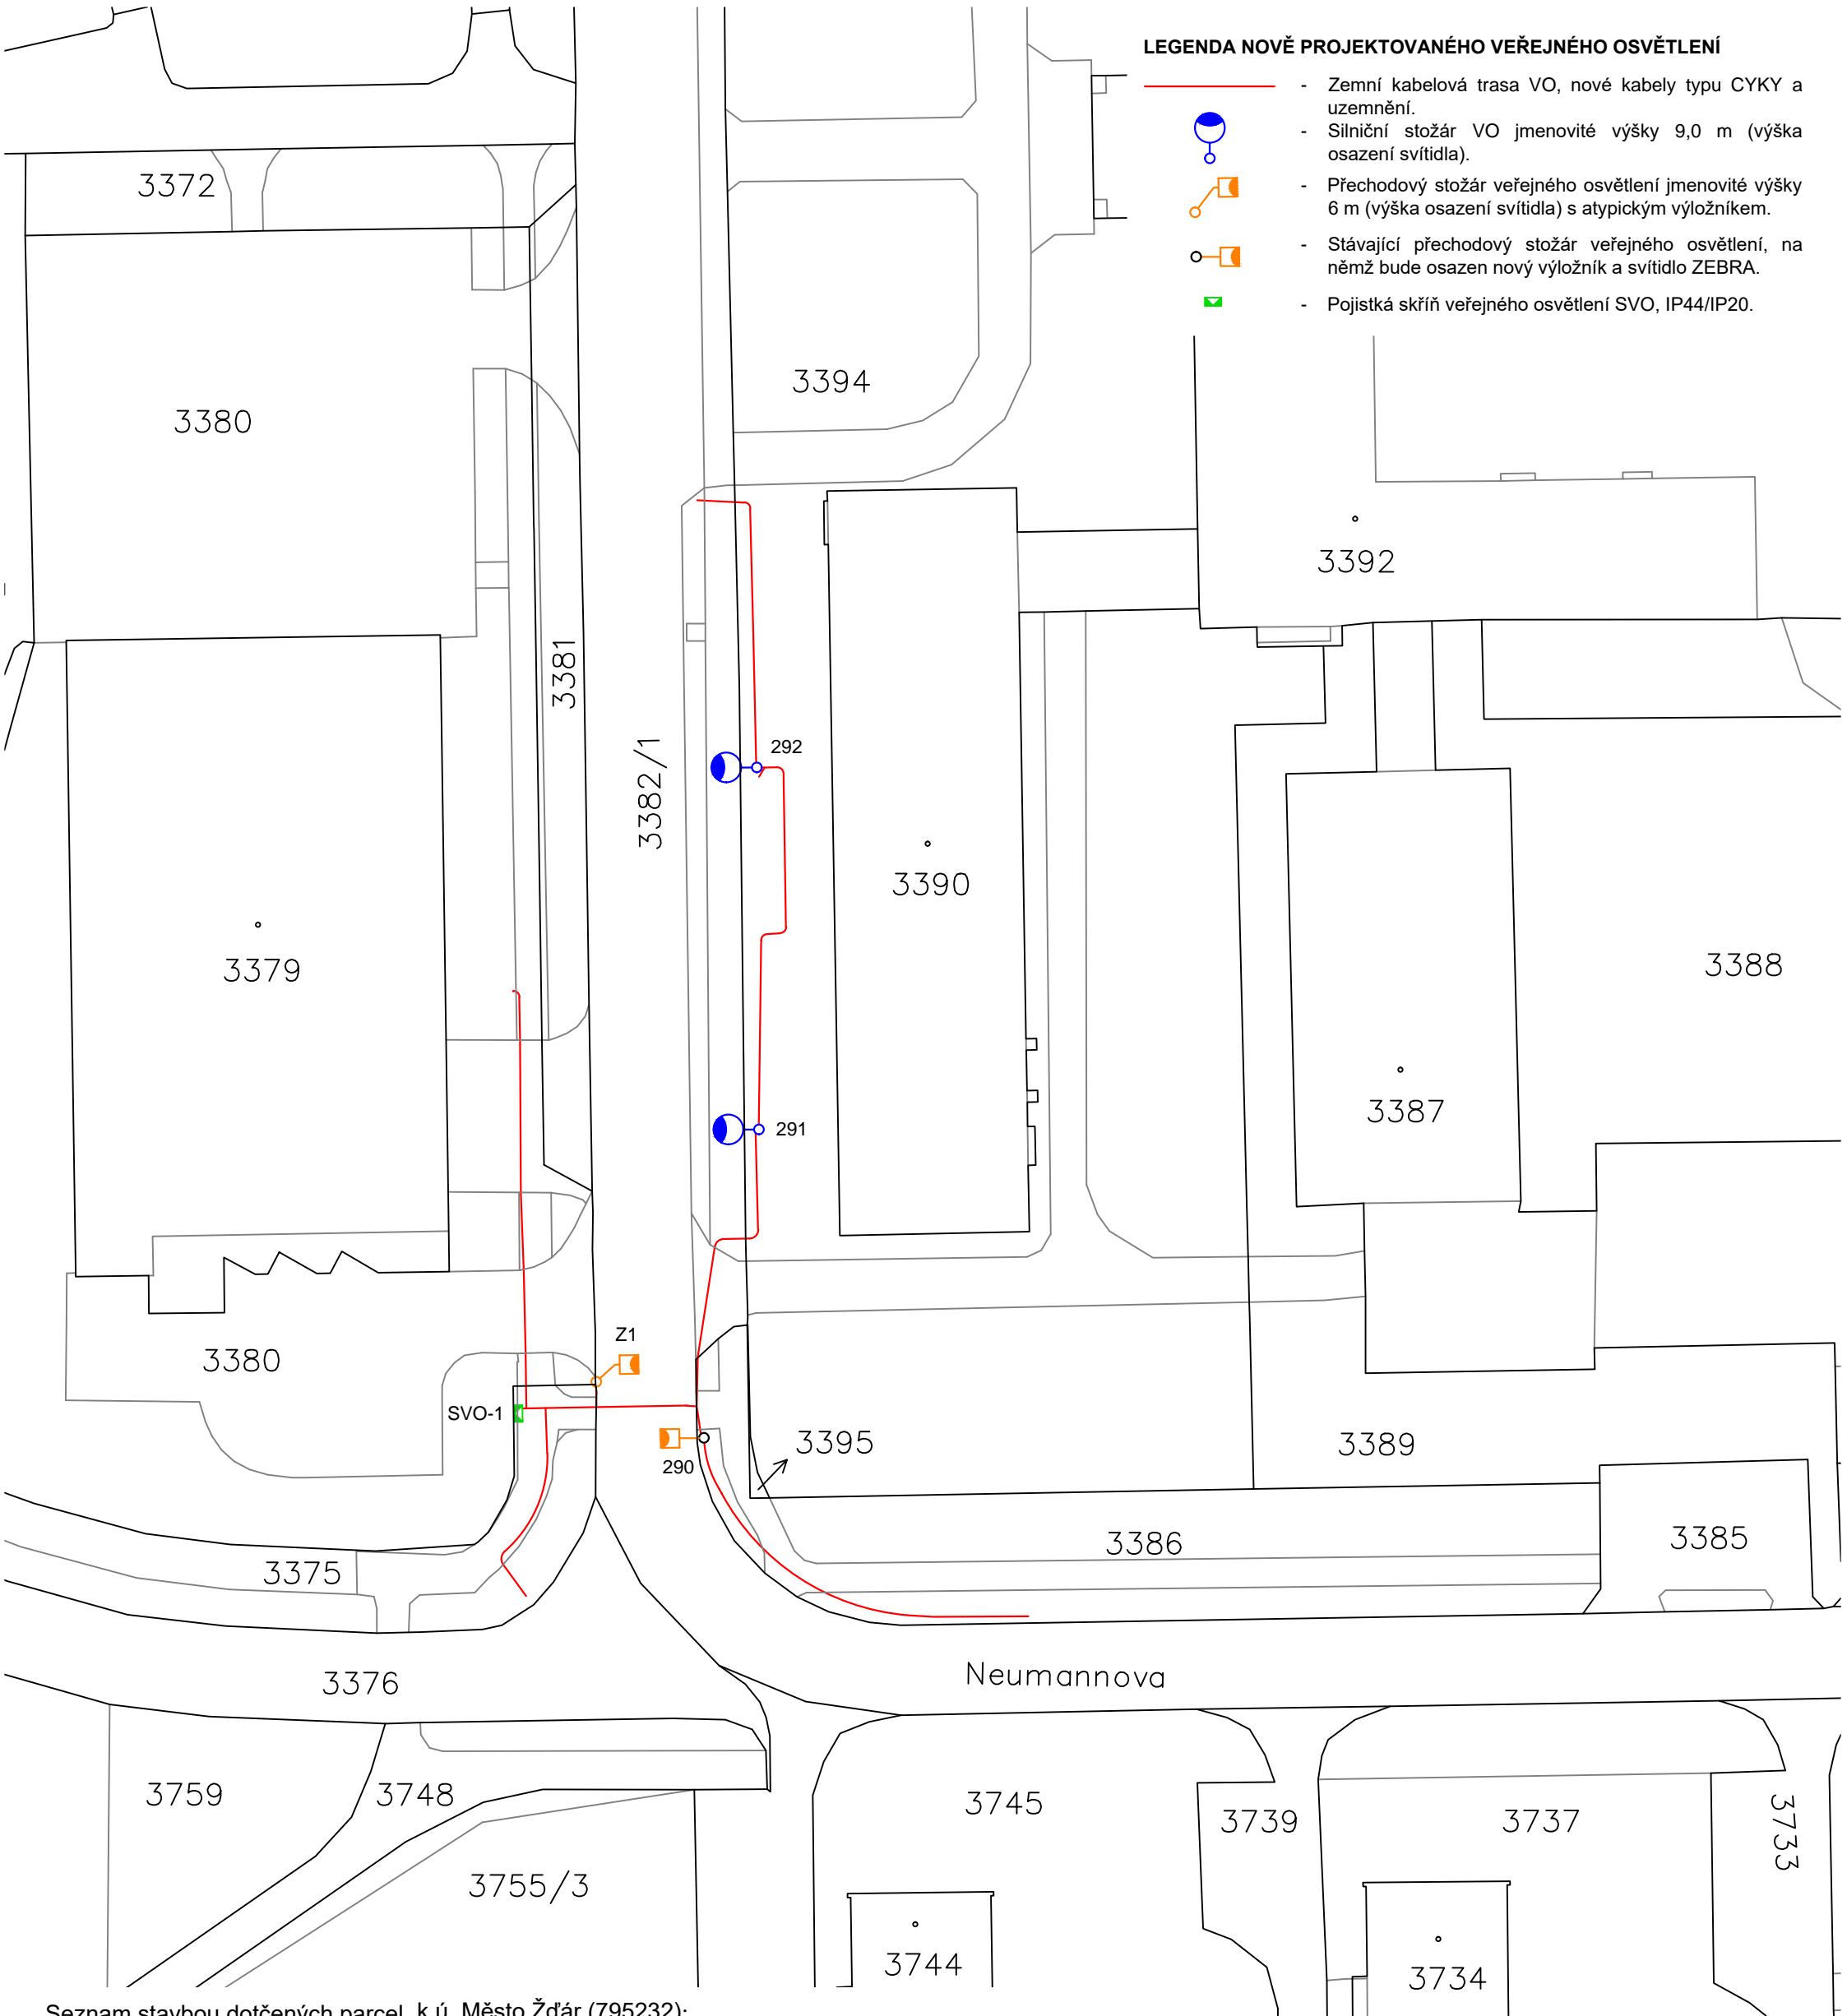 LEGENDA NOVĚ PROJEKTOVANÉHO VEŘEJNÉHO OSVĚTLENÍ
- Zemní kabelová trasa VO, nové kabely typu CYKY a
uzemnění.
- Silniční stožár VO jmenovité výšky 9,0 m (výška
osazení svítidla).
- Přechodový stožár veřejného osvětlení jmenovité výšky
6 m (výška osazení svítidla) s atypickým výložníkem.
- Stávající přechodový stožár veřejného osvětlení, na
němž bude osazen nový výložník a svítidlo ZEBRA.
- Pojistká skříň veřejného osvětlení SVO, IP44/IP20.
3372
3394
3380
3392
3381
3382/1
292
3390
3379
3388
3387
291
Z1
3380
SVO-1
290
3395
3389
3386
3385
3375
3376
Neumannova
3759
3748
3745
3739
3737
3733
3755/3
3744
3734
Seznam stavbou dotčených parcel, k.ú. Město Žďár (795232):